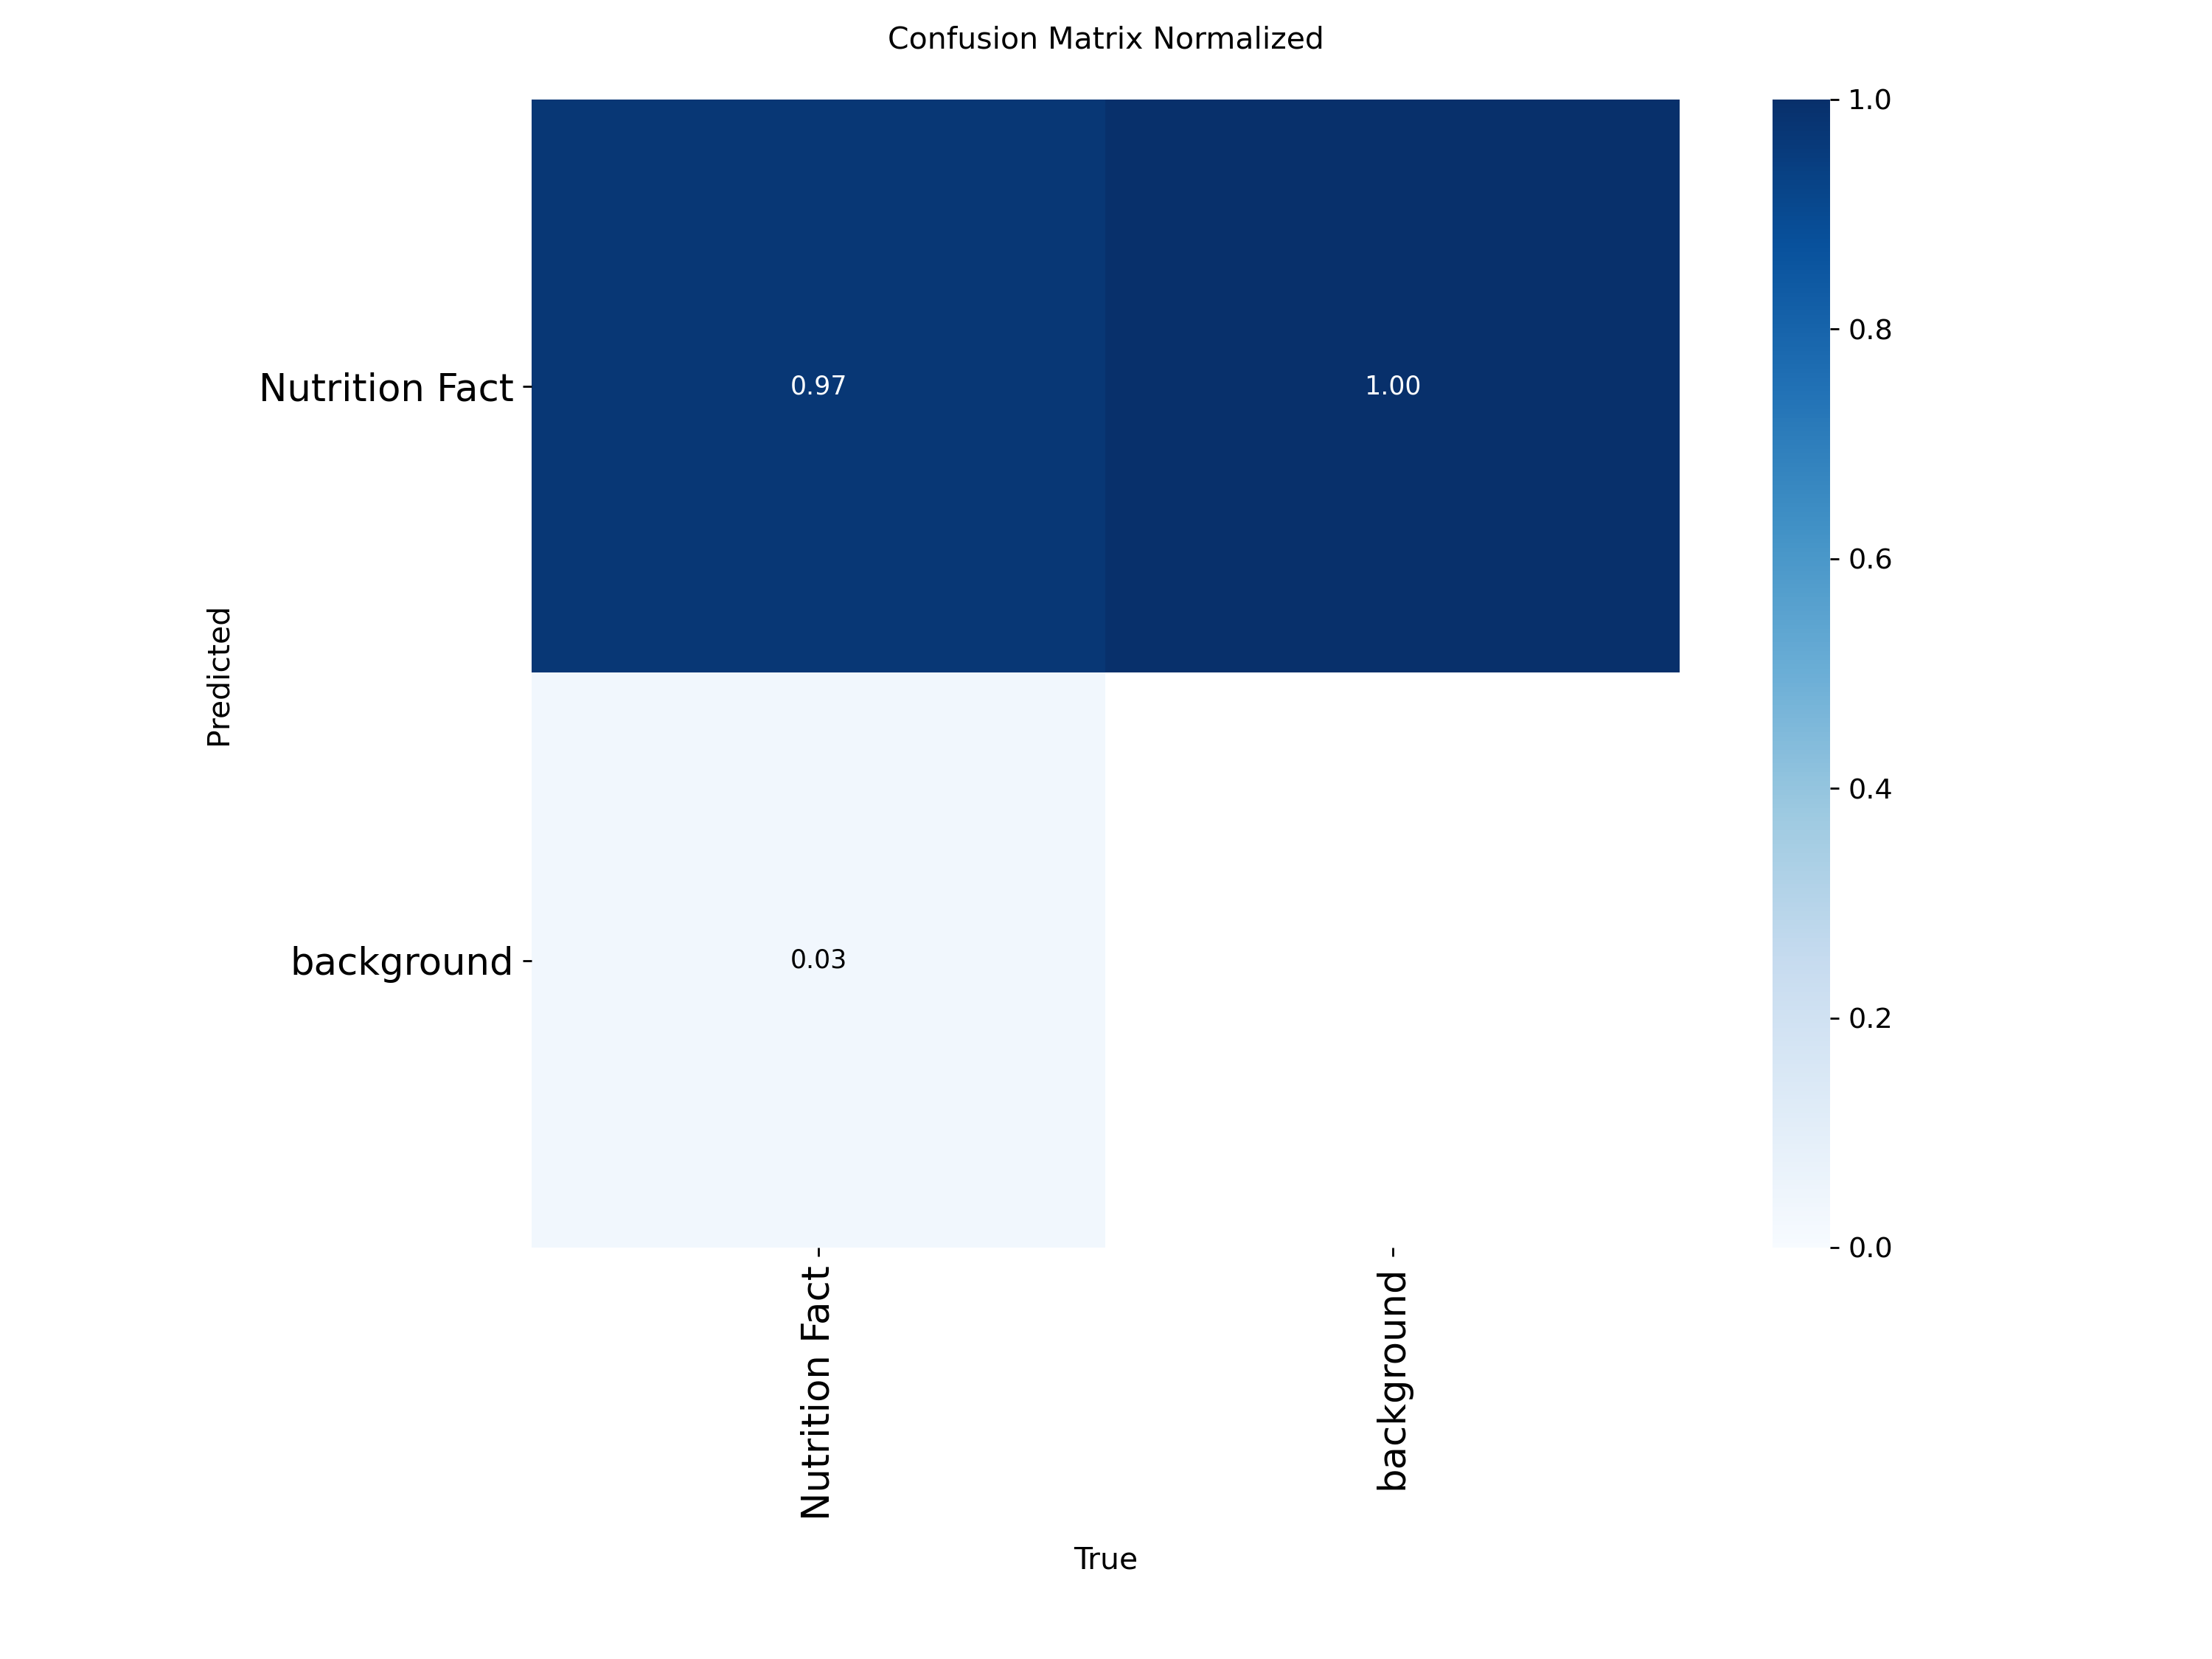 Confusion Matrix Normalized
Nutrition Fact
0.97
1.00
background
0.03
Predicted
Nutrition Fact
background
True
1.0
0.8
0.6
0.4
0.2
0.0